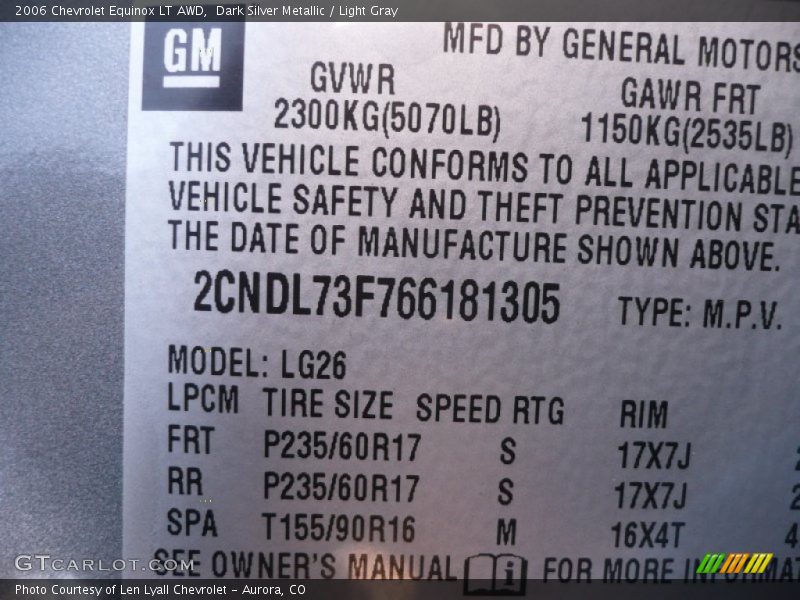 2006 Chevrolet Equinox LT AWD,  Dark Silver Metallic / Light Gray
GM
MFD BY GENERAL MOTORS
GVWR GAWR FRT
2300KG(5070LB) 1150KG(2535LB)
THIS VEHICLE CONFORMS TO ALL APPLICABLE
VEHICLE SAFETY AND THEFT PREVENTION STA
THE DATE OF MANUFACTURE SHOWN ABOVE.
2CNDL73F766181305 TYPE: M.P.V.
MODEL: LG26
LPCM TIRE SIZE SPEED RTG RIM
FRT P235/60R17 S 17X7J
RR P235/60R17 S 17X7J
SPA T155/90R16 M 16X4T
SEE OWNER'S MANUAL i FOR MORE INFORMAT
GTcarlot.com
Photo Courtesy of Len Lyall Chevrolet - Aurora, CO